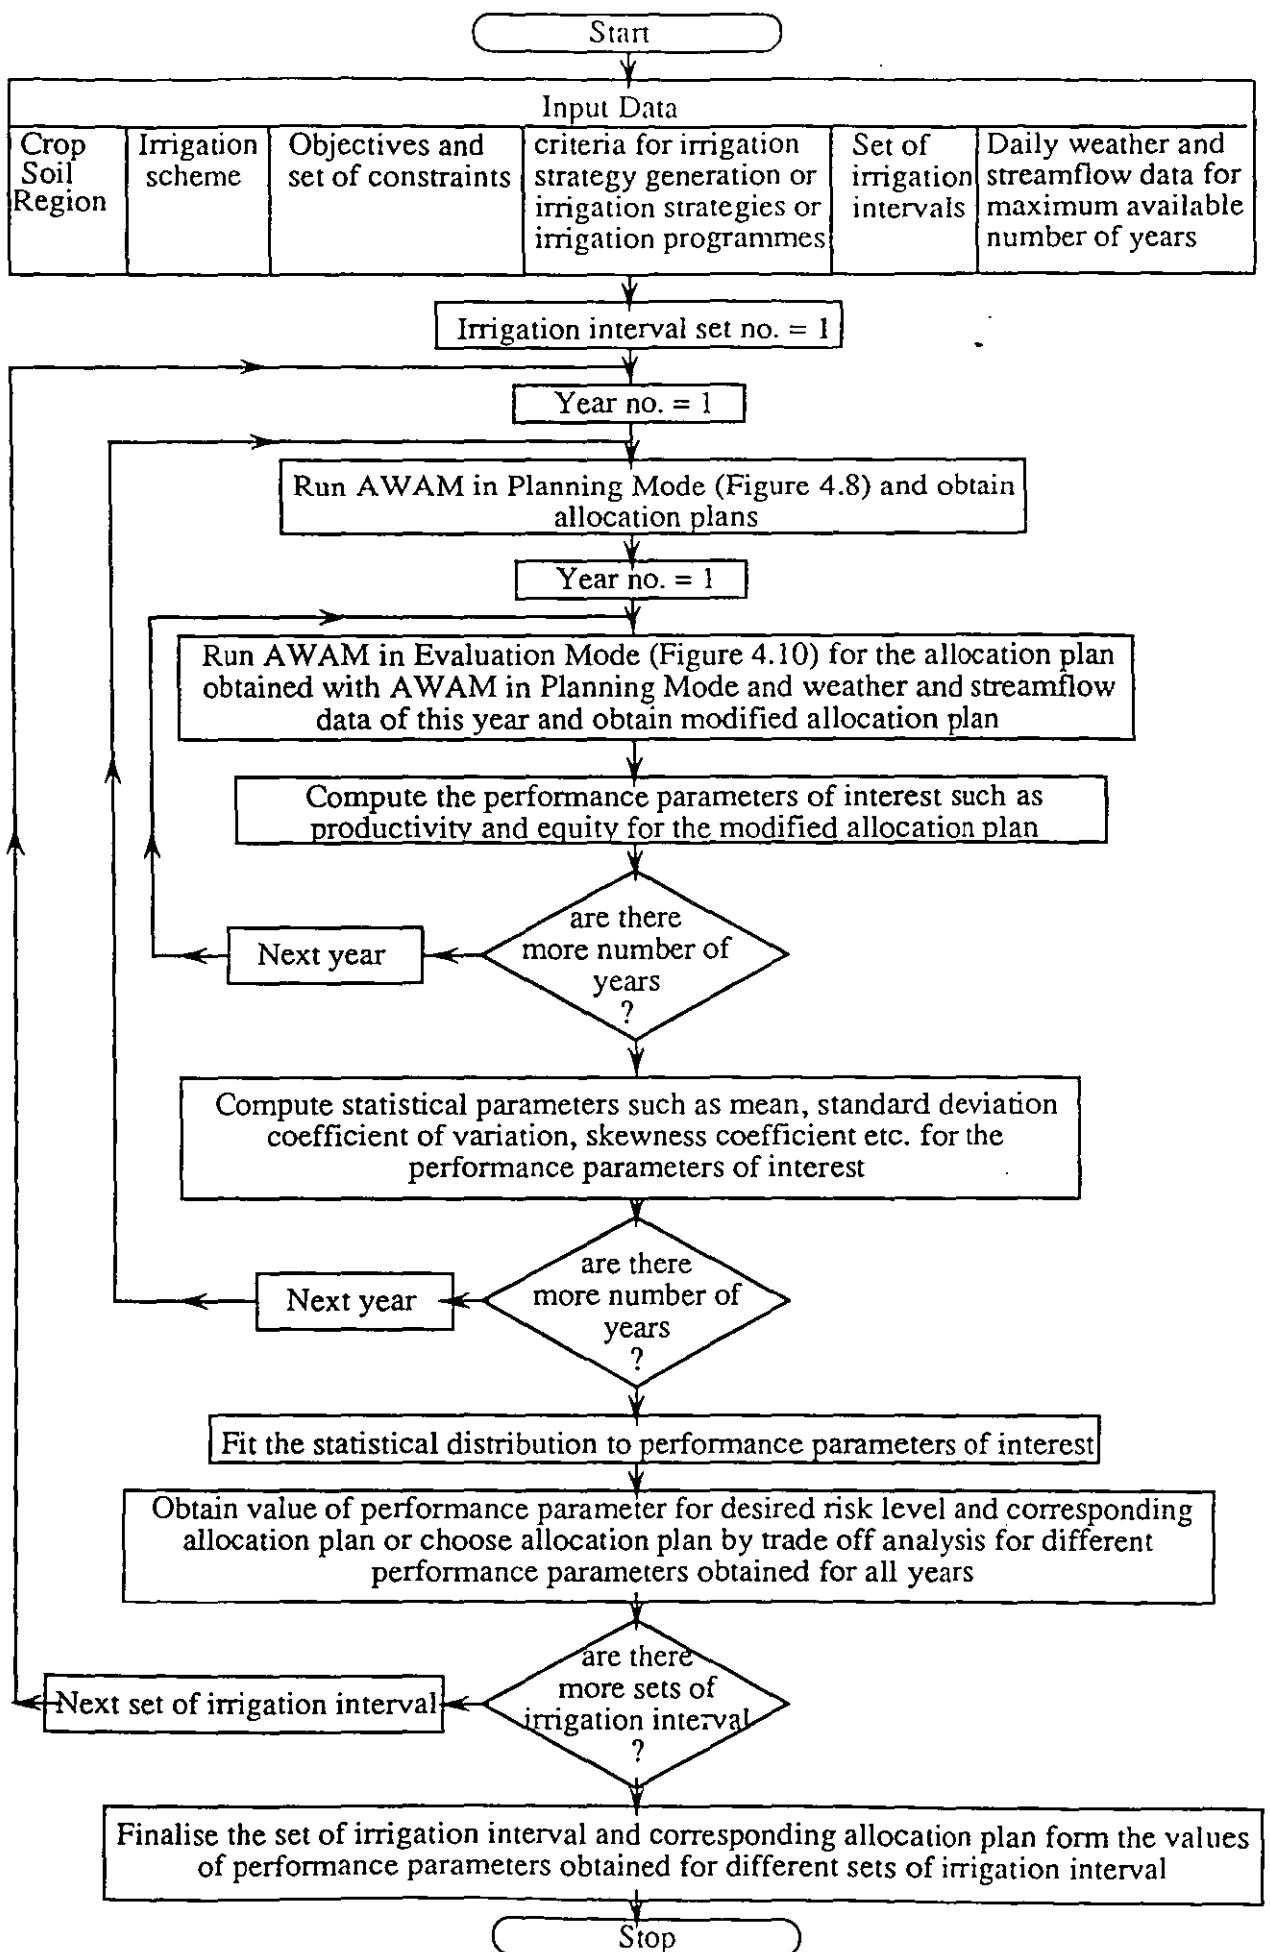 Start
Input Data
Crop
Soil
Region
Irrigation
scheme
Objectives and
set of constraints
criteria for irrigation
strategy generation or
irrigation strategies or
irrigation programmes
Set of
irrigation
intervals
Daily weather and
streamflow data for
maximum available
number of years
Irrigation interval set no. = 1
Year no. = 1
Run AWAM in Planning Mode (Figure 4.8) and obtain
allocation plans
Year no. = 1
Run AWAM in Evaluation Mode (Figure 4.10) for the allocation plan
obtained with AWAM in Planning Mode and weather and streamflow
data of this year and obtain modified allocation plan
Compute the performance parameters of interest such as
productivity and equity for the modified allocation plan
are there
more number of
years
?
Next year
Compute statistical parameters such as mean, standard deviation
coefficient of variation, skewness coefficient etc. for the
performance parameters of interest
are there
more number of
years
?
Next year
Fit the statistical distribution to performance parameters of interest
Obtain value of performance parameter for desired risk level and corresponding
allocation plan or choose allocation plan by trade off analysis for different
performance parameters obtained for all years
are there
more sets of
irrigation interval
?
Next set of irrigation interval
Finalise the set of irrigation interval and corresponding allocation plan form the values
of performance parameters obtained for different sets of irrigation interval
Stop